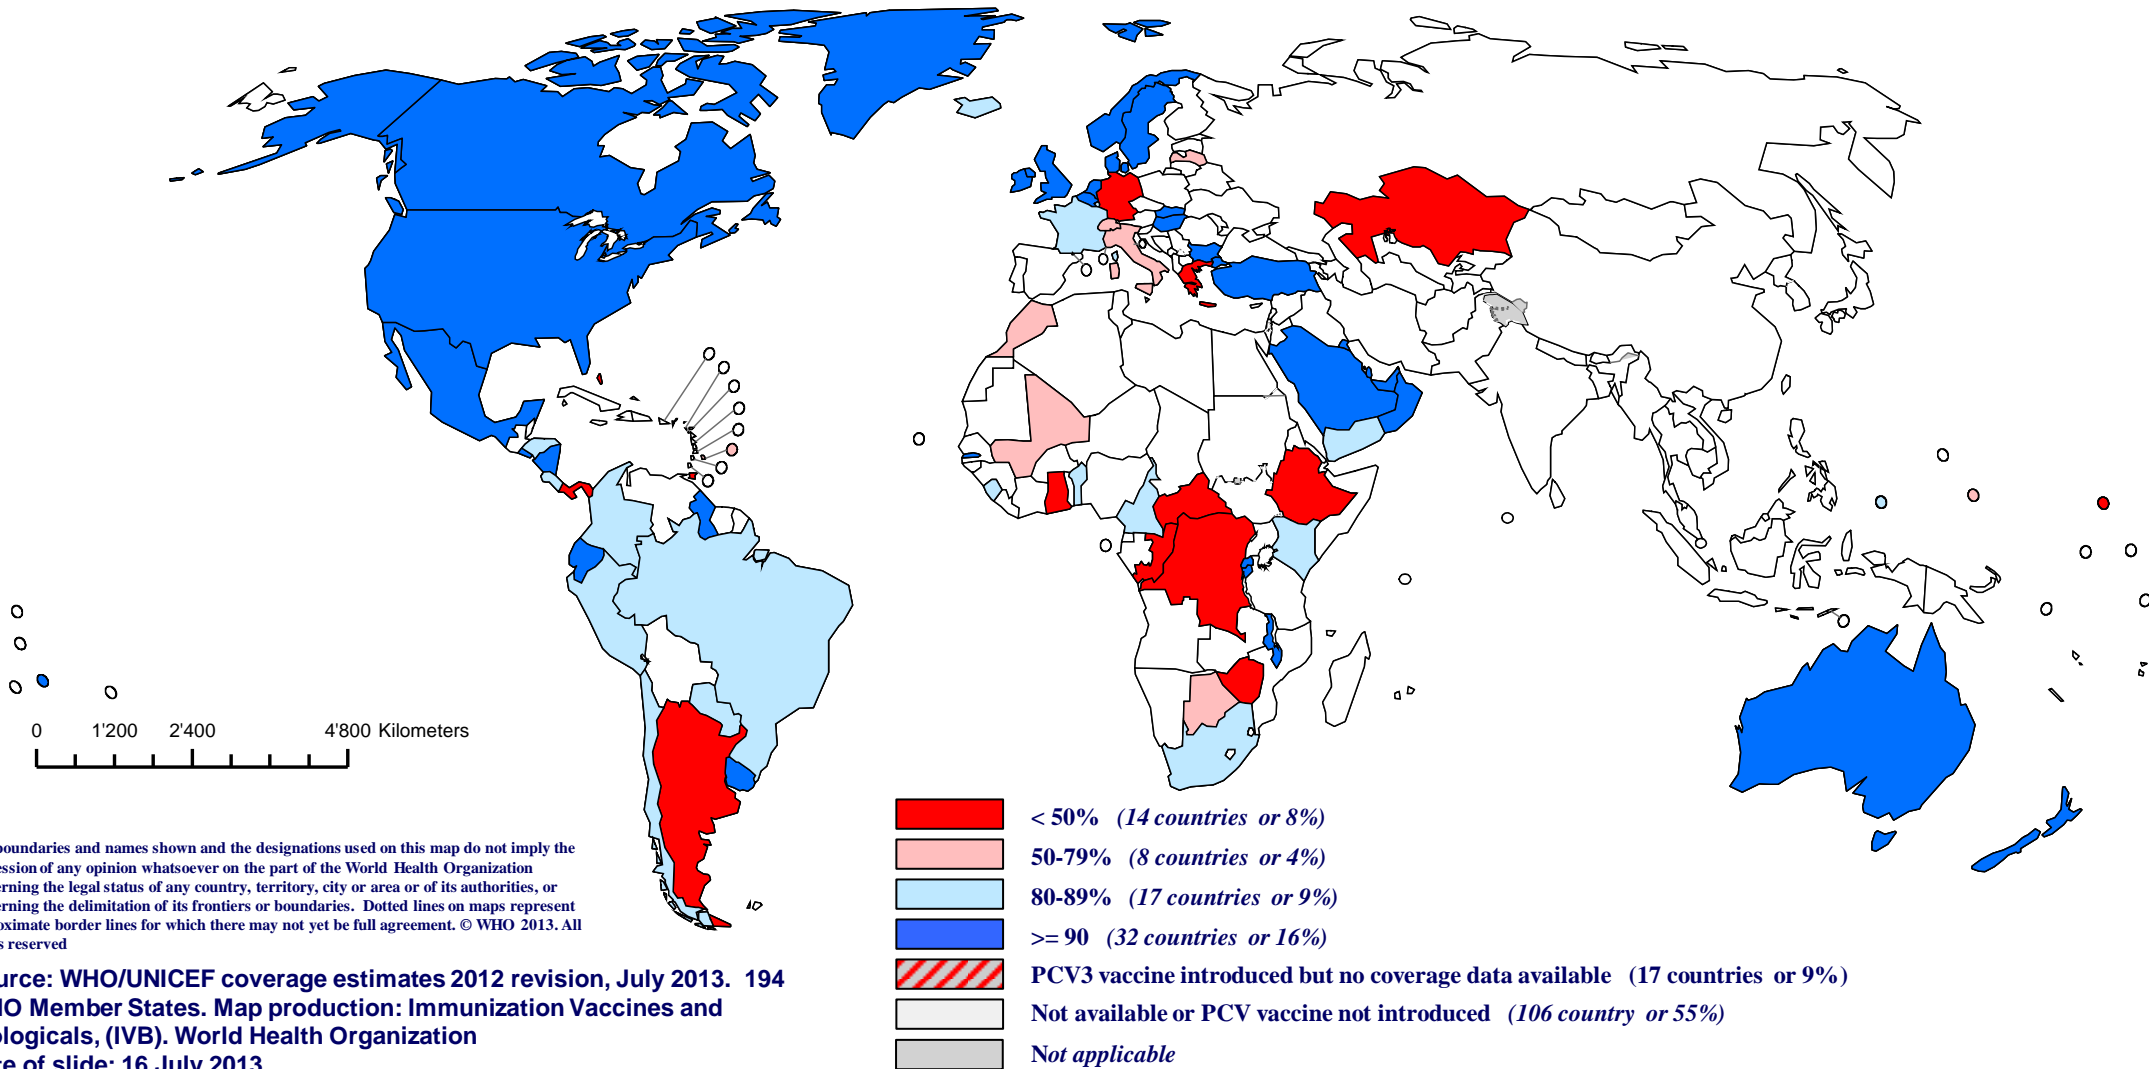 0 1'200 2'400 4'800 Kilometers
< 50% (14 countries or 8%)
50-79% (8 countries or 4%)
80-89% (17 countries or 9%)
>= 90 (32 countries or 16%)
PCV3 vaccine introduced but no coverage data available (17 countries or 9%)
Not available or PCV vaccine not introduced (106 country or 55%)
Not applicable
boundaries and names shown and the designations used on this map do not imply the
ession of any opinion whatsoever on the part of the World Health Organization
erning the legal status of any country, territory, city or area or of its authorities, or
erning the delimitation of its frontiers or boundaries. Dotted lines on maps represent
oximate border lines for which there may not yet be full agreement. © WHO 2013. All
s reserved
urce: WHO/UNICEF coverage estimates 2012 revision, July 2013. 194
HO Member States. Map production: Immunization Vaccines and
ologicals, (IVB). World Health Organization
te of slide: 16 July 2013